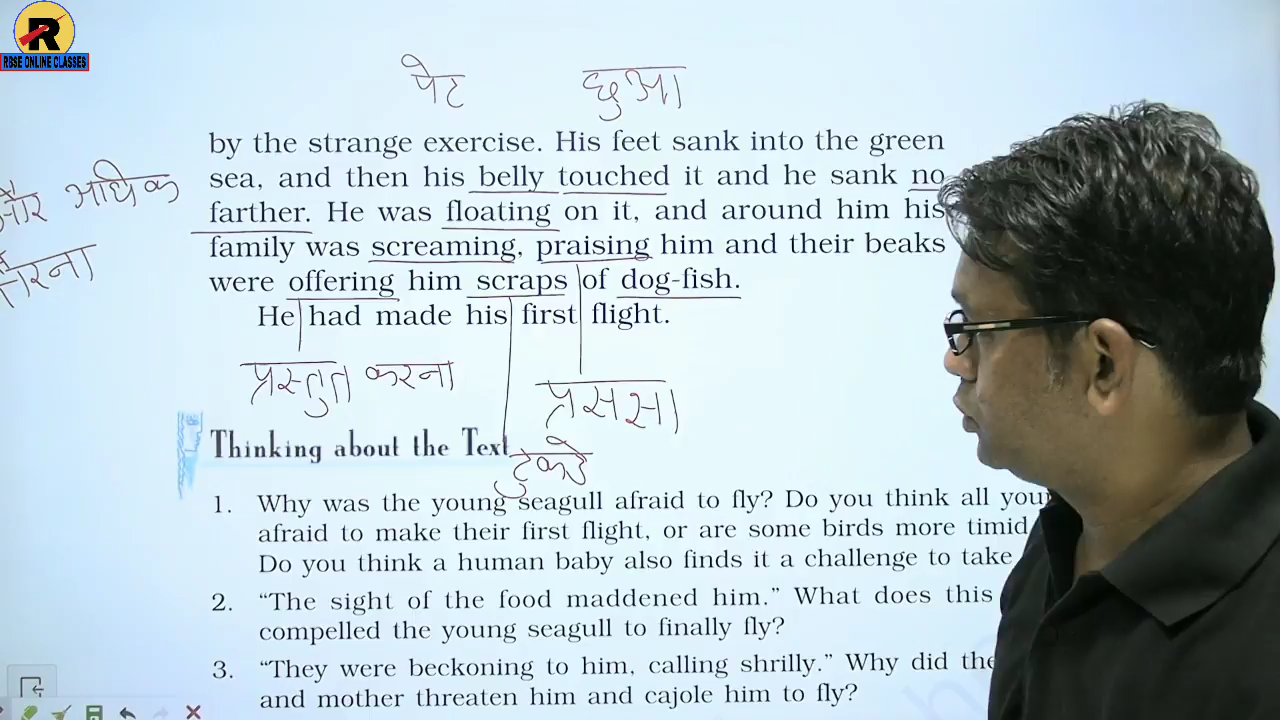 R
RBSE ONLINE CLASSES
पेट छुआ
by the strange exercise. His feet sank into the green
sea, and then his belly touched it and he sank no
और अधिक
farther. He was floating on it, and around him his
family was screaming, praising him and their beaks
तैरना
were offering him scraps of dog-fish.
He had made his first flight.
प्रस्तुत करना
प्रससा
Thinking about the Text
टुकडे
1. Why was the young seagull afraid to fly? Do you think all
afraid to make their first flight, or are some birds more timid
Do you think a human baby also finds it a challenge to take
2. “The sight of the food maddened him.” What does this
compelled the young seagull to finally fly?
3. “They were beckoning to him, calling shrilly.” Why did
and mother threaten him and cajole him to fly?